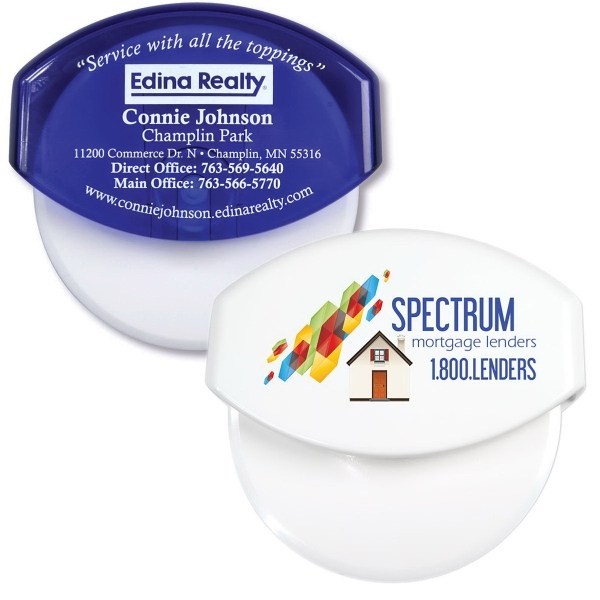 "Service with all the toppings"
Edina Realty®
Connie Johnson
Champlin Park
11200 Commerce Dr. N • Champlin, MN 55316
Direct Office: 763-569-5640
Main Office: 763-566-5770
www.conniejohnson.edinarealty.com
SPECTRUM
mortgage lenders
1.800.LENDERS